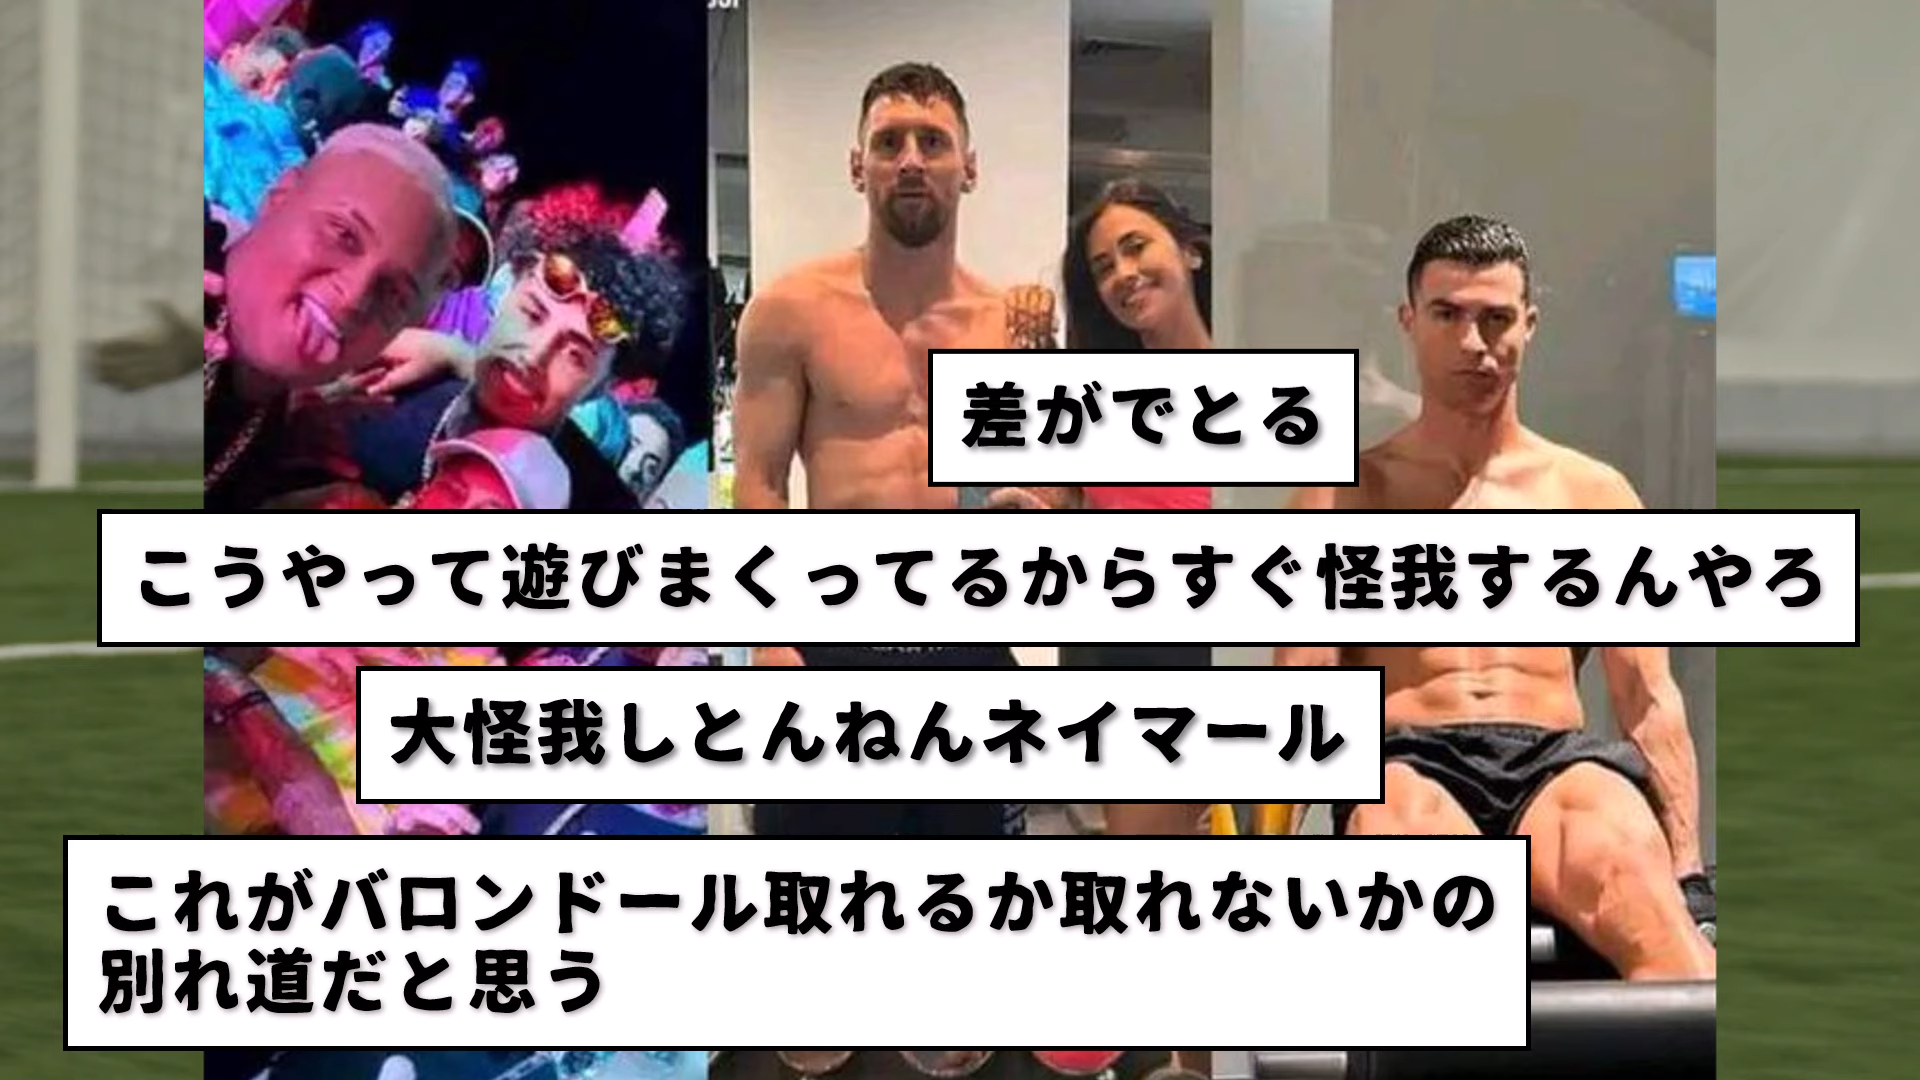 差がでとる
こうやって遊びまくってるからすぐ怪我するんやろ
大怪我しとんねんネイマール
これがバロンドール取れるか取れないかの
別れ道だと思う